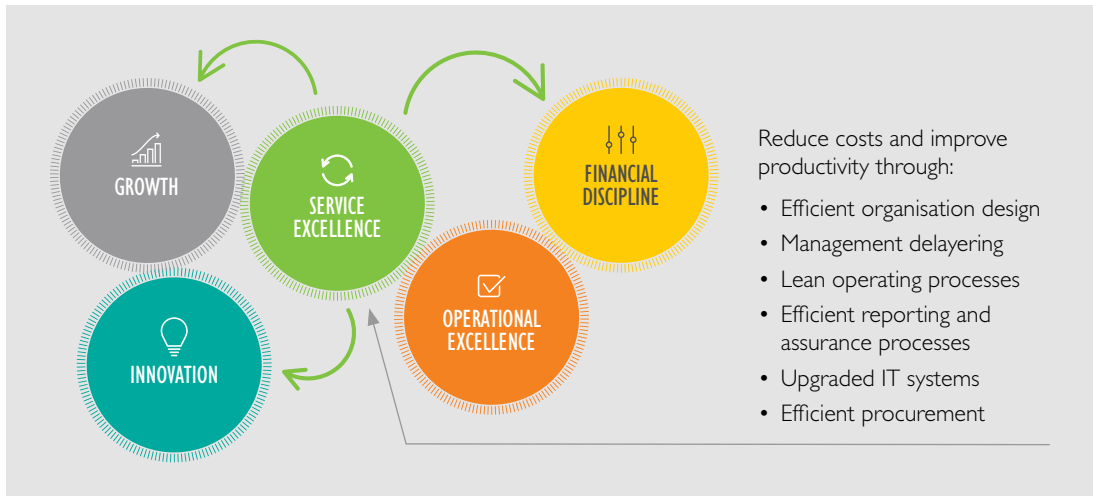 GROWTH
SERVICE
EXCELLENCE
FINANCIAL
DISCIPLINE
INNOVATION
OPERATIONAL
EXCELLENCE
Reduce costs and improve
productivity through:
• Efficient organisation design
• Management delayering
• Lean operating processes
• Efficient reporting and
assurance processes
• Upgraded IT systems
• Efficient procurement